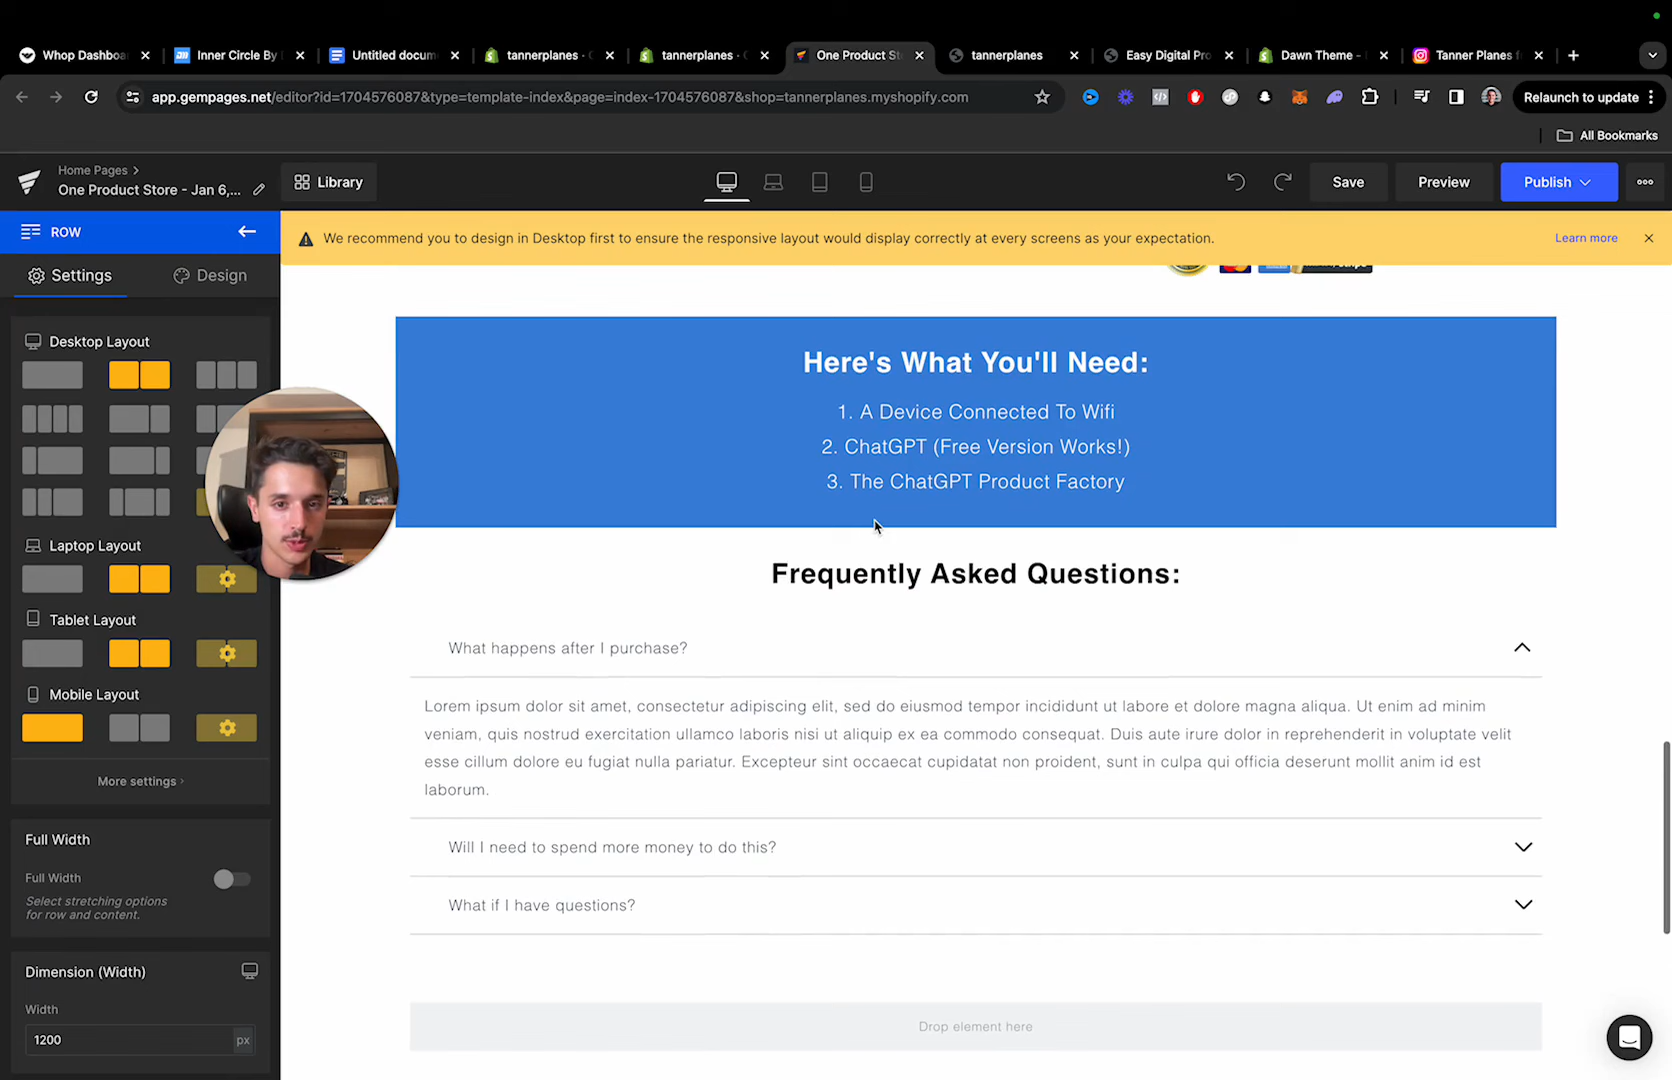 Whop Dashboa
Inner Circle By
Untitled docum
tannerplanes ·
tannerplanes ·
One Product St
tannerplanes
Easy Digital Pro
Dawn Theme -
Tanner Planes f
app.gempages.net/editor?id=1704576087&type=template-index&page=index-1704576087&shop=tannerplanes.myshopify.com
Relaunch to update
All Bookmarks
Home Pages >
One Product Store - Jan 6,...
Library
Save
Preview
Publish
ROW
We recommend you to design in Desktop first to ensure the responsive layout would display correctly at every screens as your expectation.
Learn more
Settings
Design
Desktop Layout
Laptop Layout
Tablet Layout
Mobile Layout
More settings
Full Width
Full Width
Select stretching options
for row and content.
Dimension (Width)
Width
1200
px
Here's What You'll Need:
1. A Device Connected To Wifi
2. ChatGPT (Free Version Works!)
3. The ChatGPT Product Factory
Frequently Asked Questions:
What happens after I purchase?
Lorem ipsum dolor sit amet, consectetur adipiscing elit, sed do eiusmod tempor incididunt ut labore et dolore magna aliqua. Ut enim ad minim
veniam, quis nostrud exercitation ullamco laboris nisi ut aliquip ex ea commodo consequat. Duis aute irure dolor in reprehenderit in voluptate velit
esse cillum dolore eu fugiat nulla pariatur. Excepteur sint occaecat cupidatat non proident, sunt in culpa qui officia deserunt mollit anim id est
laborum.
Will I need to spend more money to do this?
What if I have questions?
Drop element here